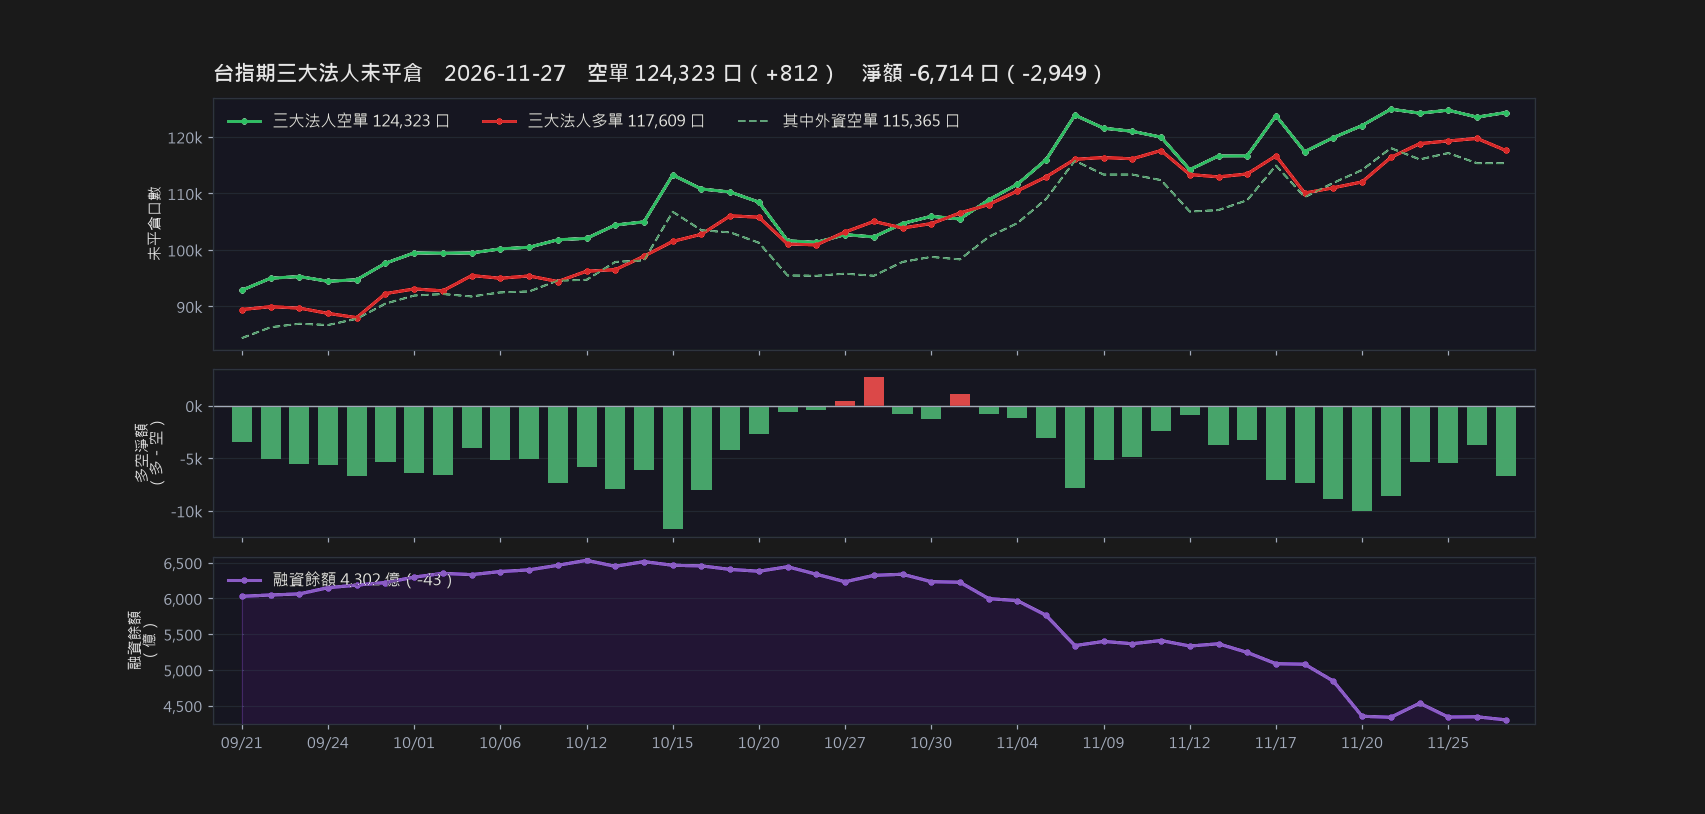 台指期三大法人未平倉 2026-11-27 空單 124,323 口 ( +812 ) 淨額 -6,714 口 ( -2,949 )
三大法人空單 124,323 口 三大法人多單 117,609 口 其中外資空單 115,365 口
未平倉口數
120k
110k
100k
90k
多空淨額
( 多 - 空 )
0k
-5k
-10k
融資餘額 4,302 億 ( -43 )
融資餘額
( 億 )
6,500
6,000
5,500
5,000
4,500
09/21 09/24 10/01 10/06 10/12 10/15 10/20 10/27 10/30 11/04 11/09 11/12 11/17 11/20 11/25